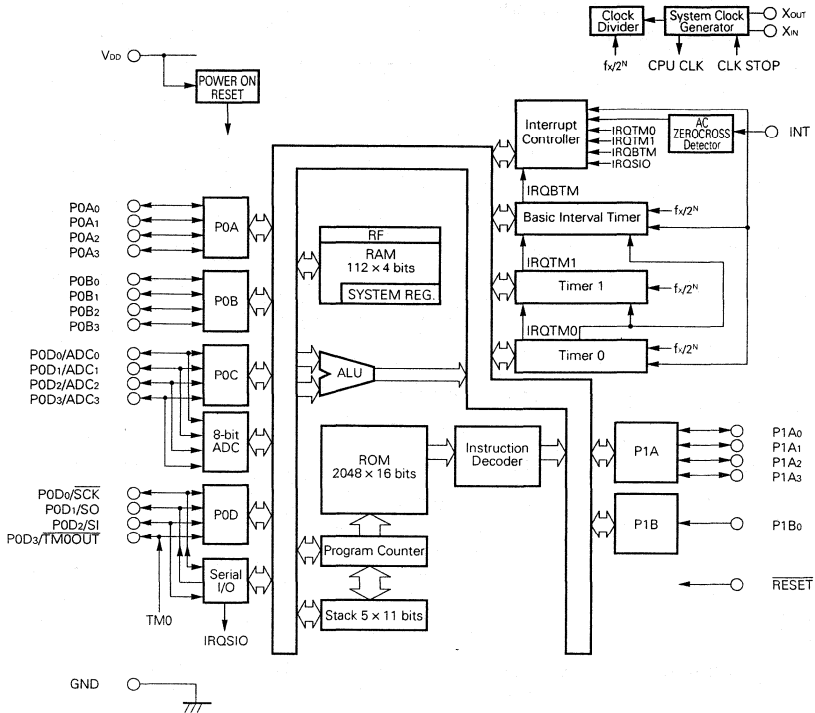 Clock
Divider
System Clock
Generator
XOUT
XIN
fx/2ᴺ
CPU CLK
CLK STOP
VDD
POWER ON
RESET
Interrupt
Controller
IRQTM0
IRQTM1
IRQBTM
IRQSIO
AC
ZEROCROSS
Detector
INT
IRQBTM
Basic Interval Timer
fx/2ᴺ
IRQTM1
Timer 1
fx/2ᴺ
IRQTM0
Timer 0
fx/2ᴺ
P0A0
P0A1
P0A2
P0A3
P0A
P0B0
P0B1
P0B2
P0B3
P0B
P0D0/ADC0
P0D1/ADC1
P0D2/ADC2
P0D3/ADC3
P0C
8-bit
ADC
P0D0/S̅C̅K̅
P0D1/SO
P0D2/SI
P0D3/T̅M̅0̅O̅U̅T̅
P0D
Serial
I/O
TM0
IRQSIO
RF
RAM
112 × 4 bits
SYSTEM REG.
ALU
ROM
2048 × 16 bits
Instruction
Decoder
Program Counter
Stack 5 × 11 bits
P1A
P1A0
P1A1
P1A2
P1A3
P1B
P1B0
R̅E̅S̅E̅T̅
GND